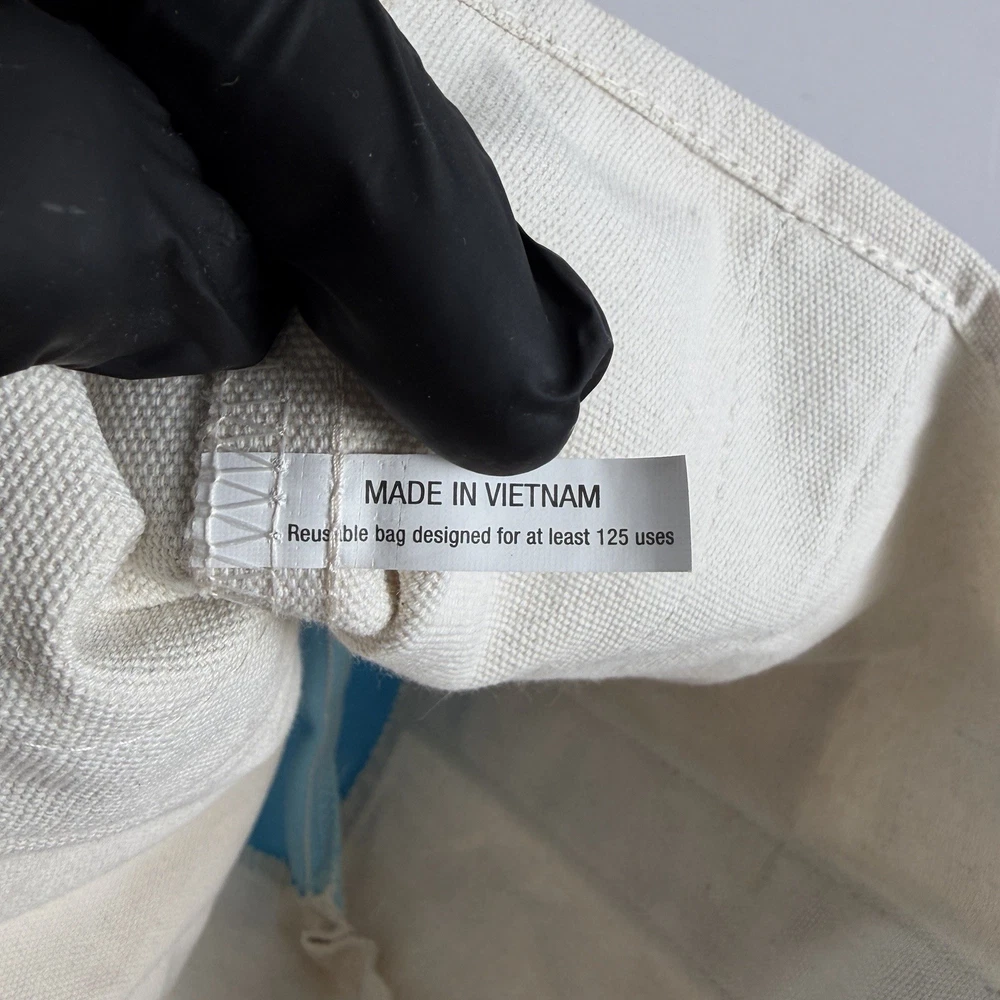 MADE IN VIETNAM
Reusable bag designed for at least 125 uses